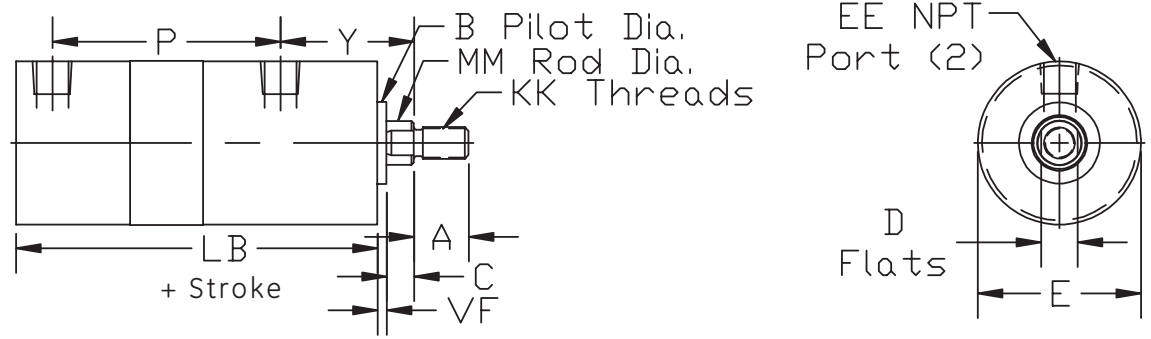 P
Y
B Pilot Dia.
MM Rod Dia.
KK Threads
LB
+ Stroke
A
C
VF
EE NPT
Port (2)
D
Flats
E